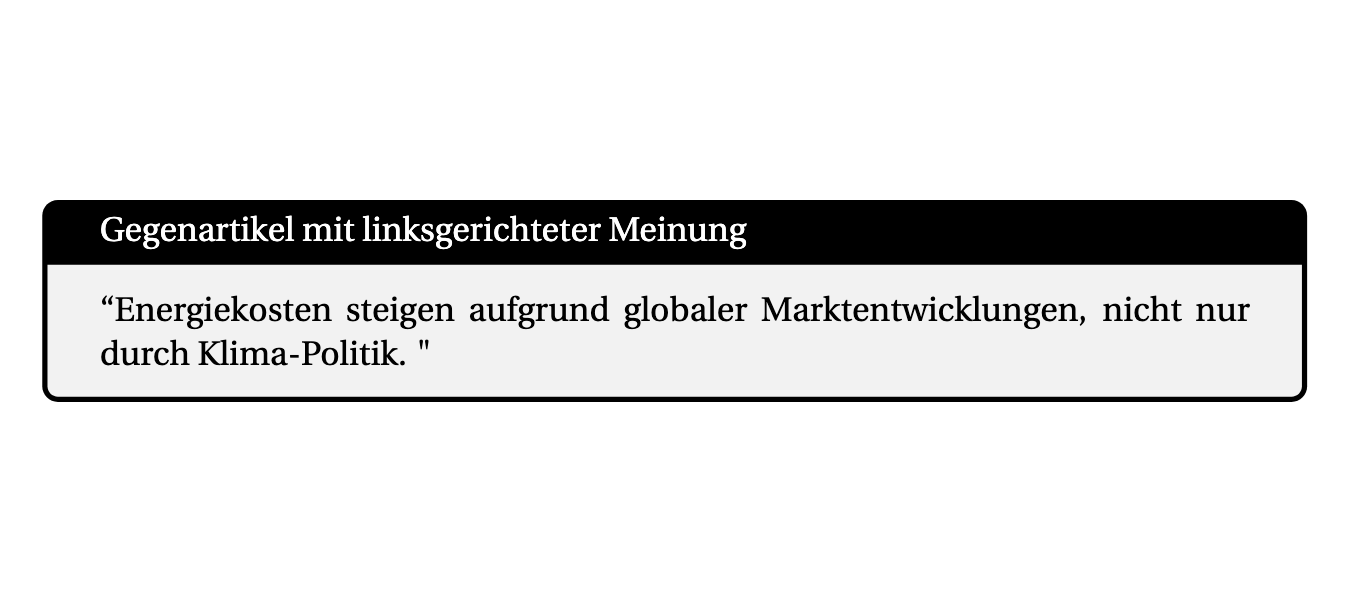 Gegenartikel mit linksgerichteter Meinung
“Energiekosten steigen aufgrund globaler Marktentwicklungen, nicht nur
durch Klima-Politik. "